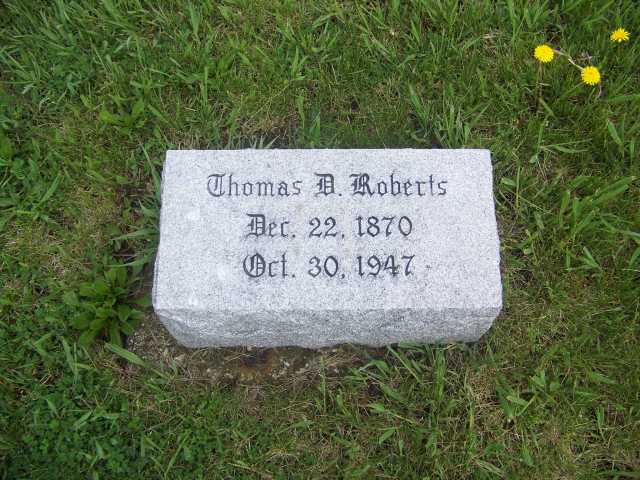 Thomas D. Roberts
Dec. 22, 1870
Oct. 30, 1947